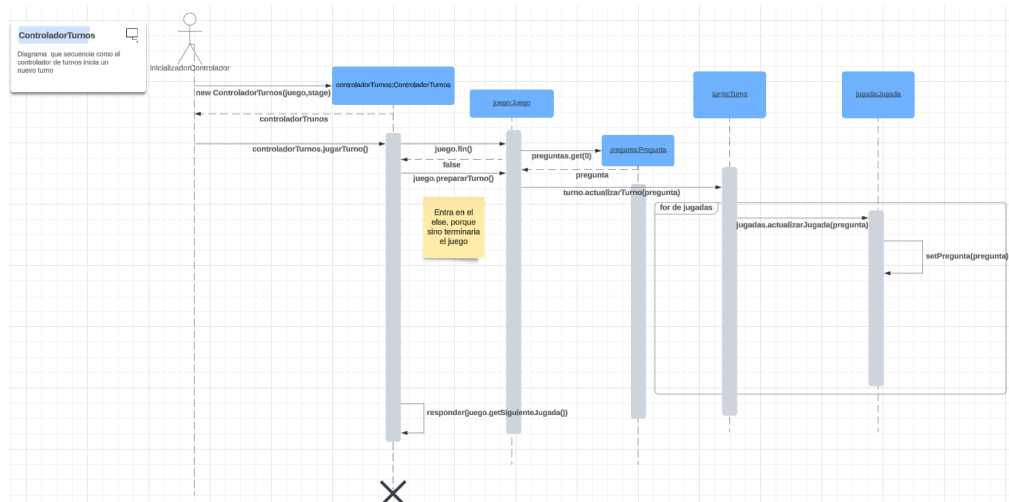 ControladorTurnos
Diagrama que secuencia como el
controlador de turnos inicia un
nuevo turno
inicializadorControlador
new ControladorTurnos(juego,stage)
controladorTurnos:ControladorTurnos
juego:Juego
turno:Turno
jugada:Jugada
controladorTrunos
controladorTurnos.jugarTurno()
juego.fin()
preguntas.get(0)
pregunta:Pregunta
false
pregunta
juego.prepararTurno()
turno.actualizarTurno(pregunta)
for de jugadas
Entra en el
else, porque
sino terminaria
el juego
jugadas.actualizarJugada(pregunta)
setPregunta(pregunta)
responder(juego.getSiguienteJugada())